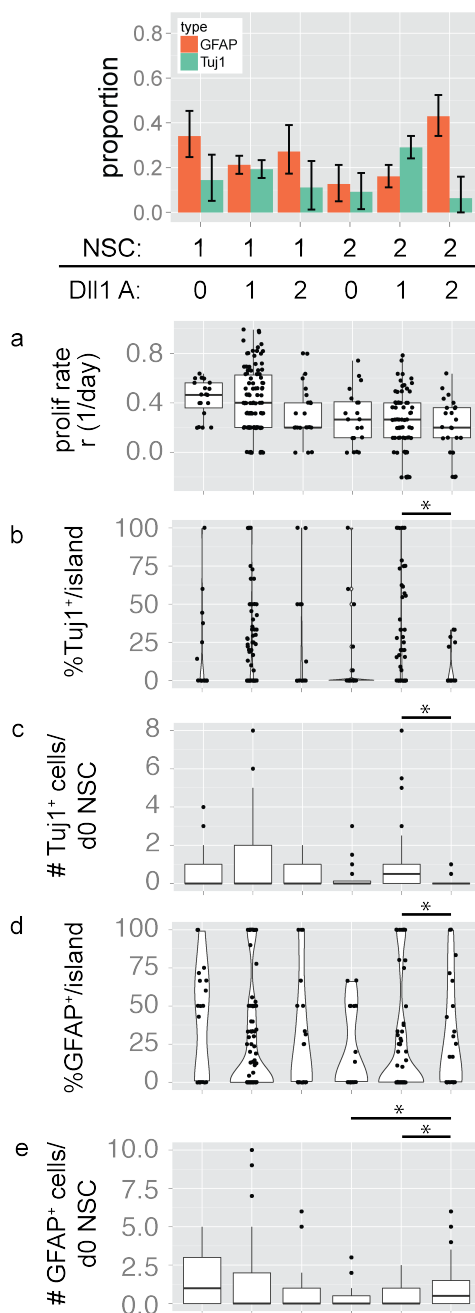 proportion
0.8
0.6
0.4
0.2
0.0
type
GFAP
Tuj1
NSC: 1 1 1 2 2 2
Dll1 A: 0 1 2 0 1 2
a
prolif rate
r (1/day)
0.8
0.4
0.0
b
%Tuj1⁺/island
100
75
50
25
0
*
c
# Tuj1⁺ cells/
d0 NSC
8
6
4
2
0
*
d
%GFAP⁺/island
100
75
50
25
0
*
e
# GFAP⁺ cells/
d0 NSC
10.0
7.5
5.0
2.5
0.0
*
*